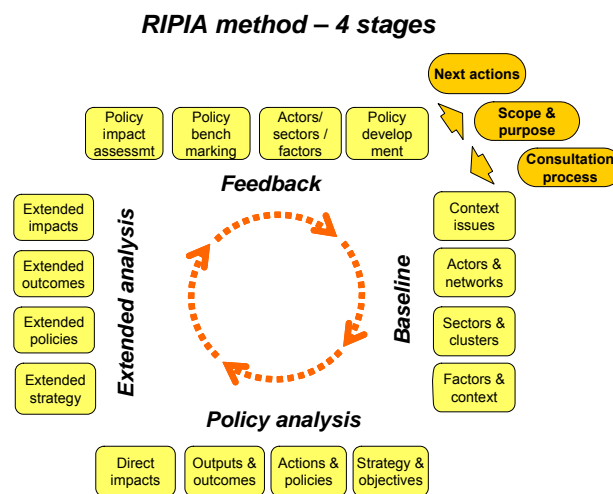 RIPIA method – 4 stages
Next actions
Scope &
purpose
Consultation
process
Policy
impact
assessmt
Policy
bench
marking
Actors/
sectors /
factors
Policy
develop
ment
Feedback
Extended
impacts
Extended
outcomes
Extended
policies
Extended
strategy
Extended analysis
Baseline
Context
issues
Actors &
networks
Sectors &
clusters
Factors &
context
Policy analysis
Direct
impacts
Outputs &
outcomes
Actions &
policies
Strategy &
objectives